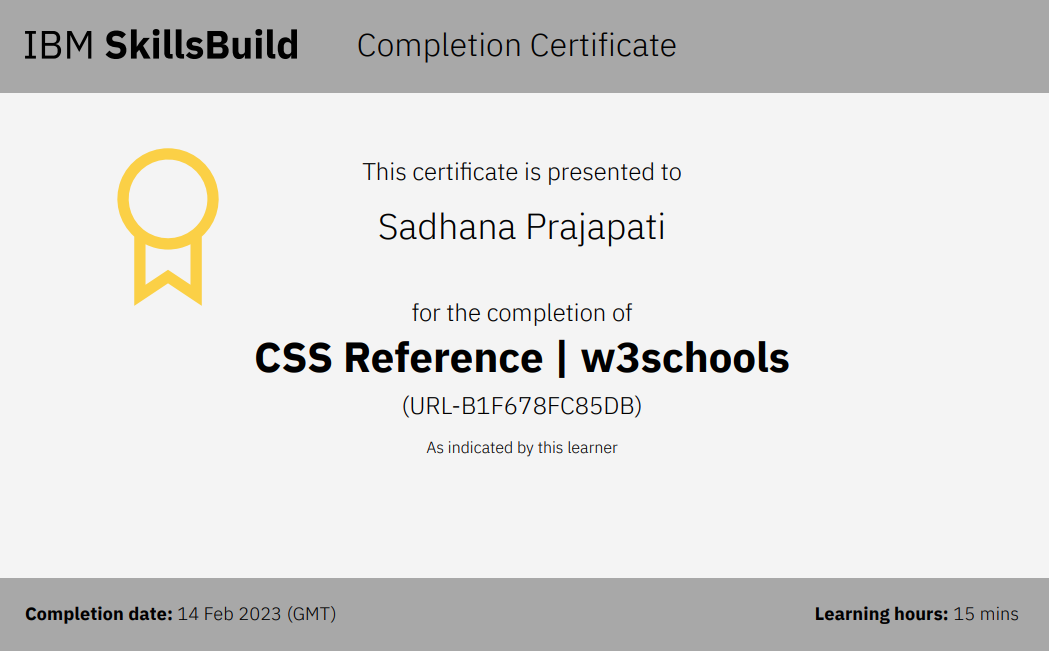 IBM SkillsBuild Completion Certificate
This certificate is presented to
Sadhana Prajapati
for the completion of
CSS Reference | w3schools
(URL-B1F678FC85DB)
As indicated by this learner
Completion date: 14 Feb 2023 (GMT) Learning hours: 15 mins